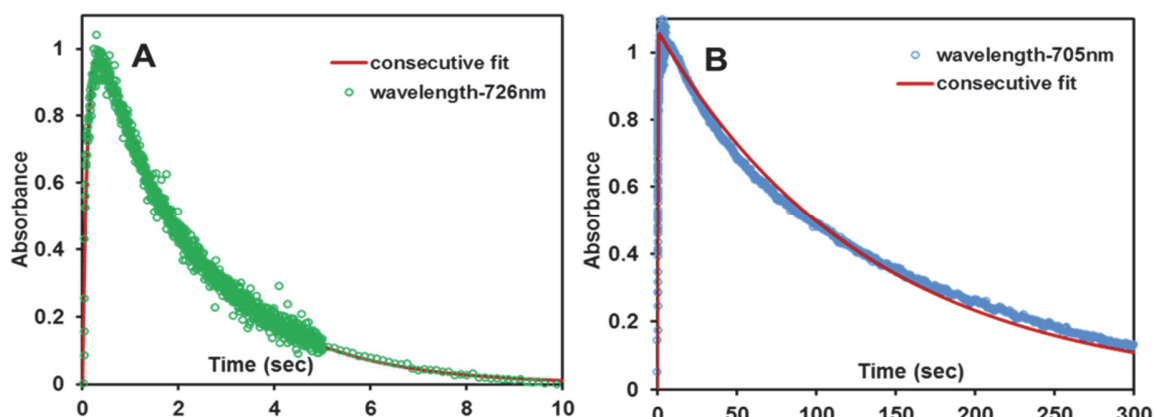 A
consecutive fit
wavelength-726nm
Absorbance
1
0.8
0.6
0.4
0.2
0
Time (sec)
0 2 4 6 8 10
B
wavelength-705nm
consecutive fit
Absorbance
1
0.8
0.6
0.4
0.2
0
Time (sec)
0 50 100 150 200 250 300